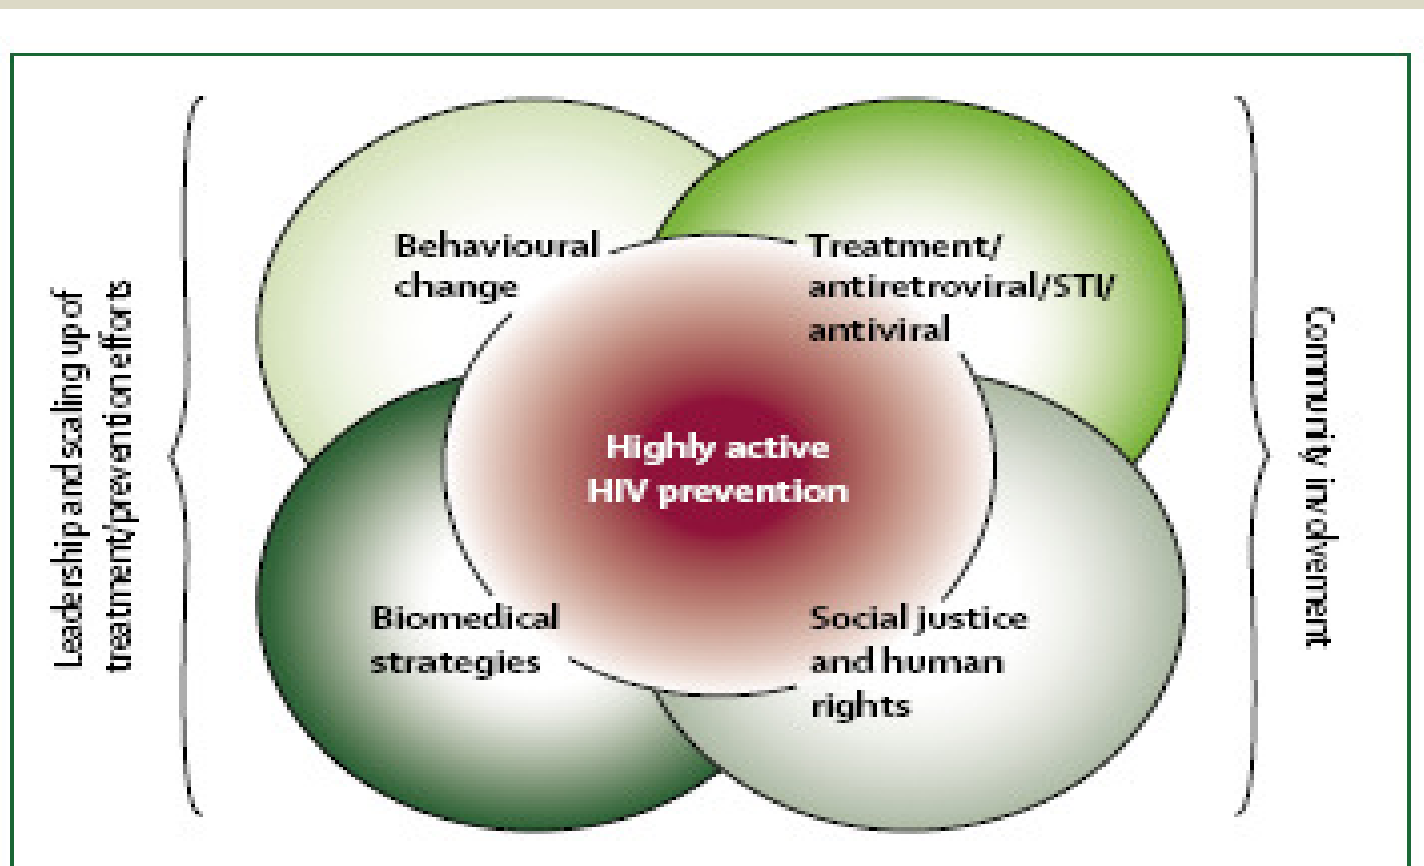 Leadership and scaling up of
treatment/prevention efforts
Behavioural
change
Treatment/
antiretroviral/STI/
antiviral
Highly active
HIV prevention
Biomedical
strategies
Social justice
and human
rights
Community involvement